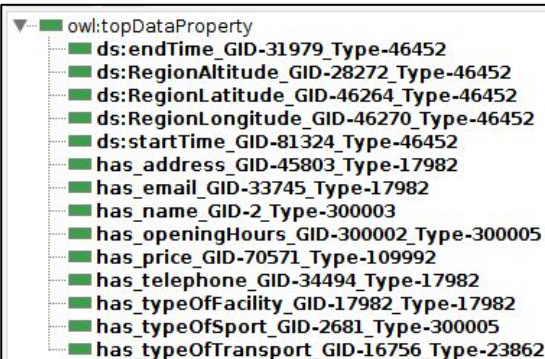 owl:topDataProperty
ds:endTime_GID-31979_Type-46452
ds:RegionAltitude_GID-28272_Type-46452
ds:RegionLatitude_GID-46264_Type-46452
ds:RegionLongitude_GID-46270_Type-46452
ds:startTime_GID-81324_Type-46452
has_address_GID-45803_Type-17982
has_email_GID-33745_Type-17982
has_name_GID-2_Type-300003
has_openingHours_GID-300002_Type-300005
has_price_GID-70571_Type-109992
has_telephone_GID-34494_Type-17982
has_typeOfFacility_GID-17982_Type-17982
has_typeOfSport_GID-2681_Type-300005
has_typeOfTransport_GID-16756_Type-23862